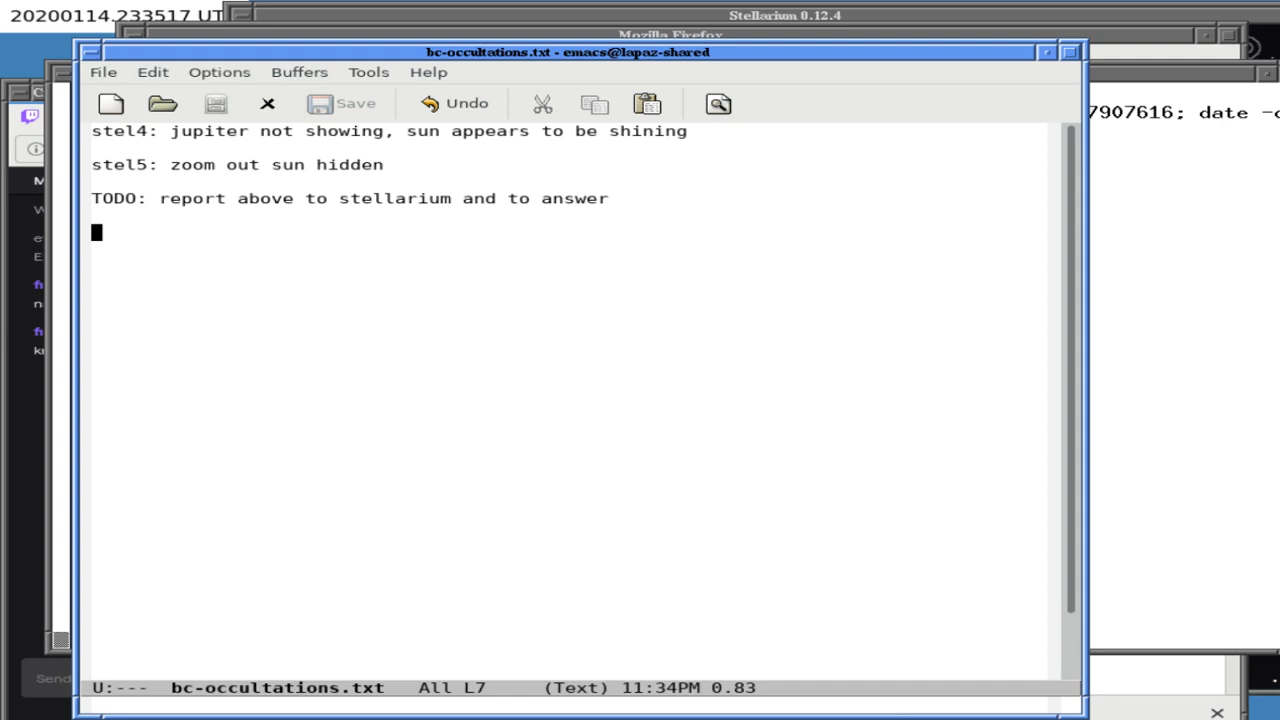 20200114.233517 UT
Stellarium 0.12.4
Mozilla Firefox
bc-occultations.txt - emacs@lapaz-shared
File Edit Options Buffers Tools Help
Save Undo
stel4: jupiter not showing, sun appears to be shining
stel5: zoom out sun hidden
TODO: report above to stellarium and to answer
7907616; date -
Send
U:--- bc-occultations.txt All L7 (Text) 11:34PM 0.83